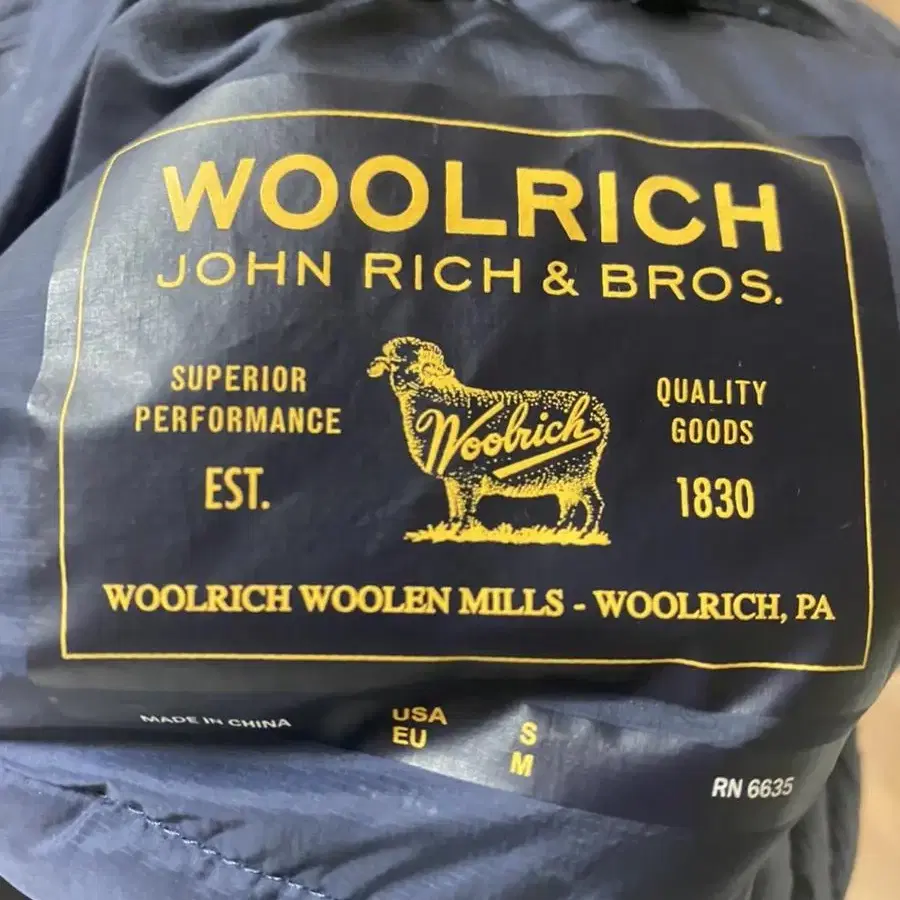 WOOLRICH
JOHN RICH & BROS.
SUPERIOR
PERFORMANCE
EST.
Woolrich
QUALITY
GOODS
1830
WOOLRICH WOOLEN MILLS - WOOLRICH, PA
MADE IN CHINA
USA S
EU M
RN 6635